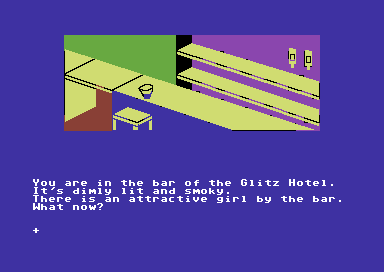 You are in the bar of the Glitz Hotel.
It's dimly lit and smoky.
There is an attractive girl by the bar.
What now?
+